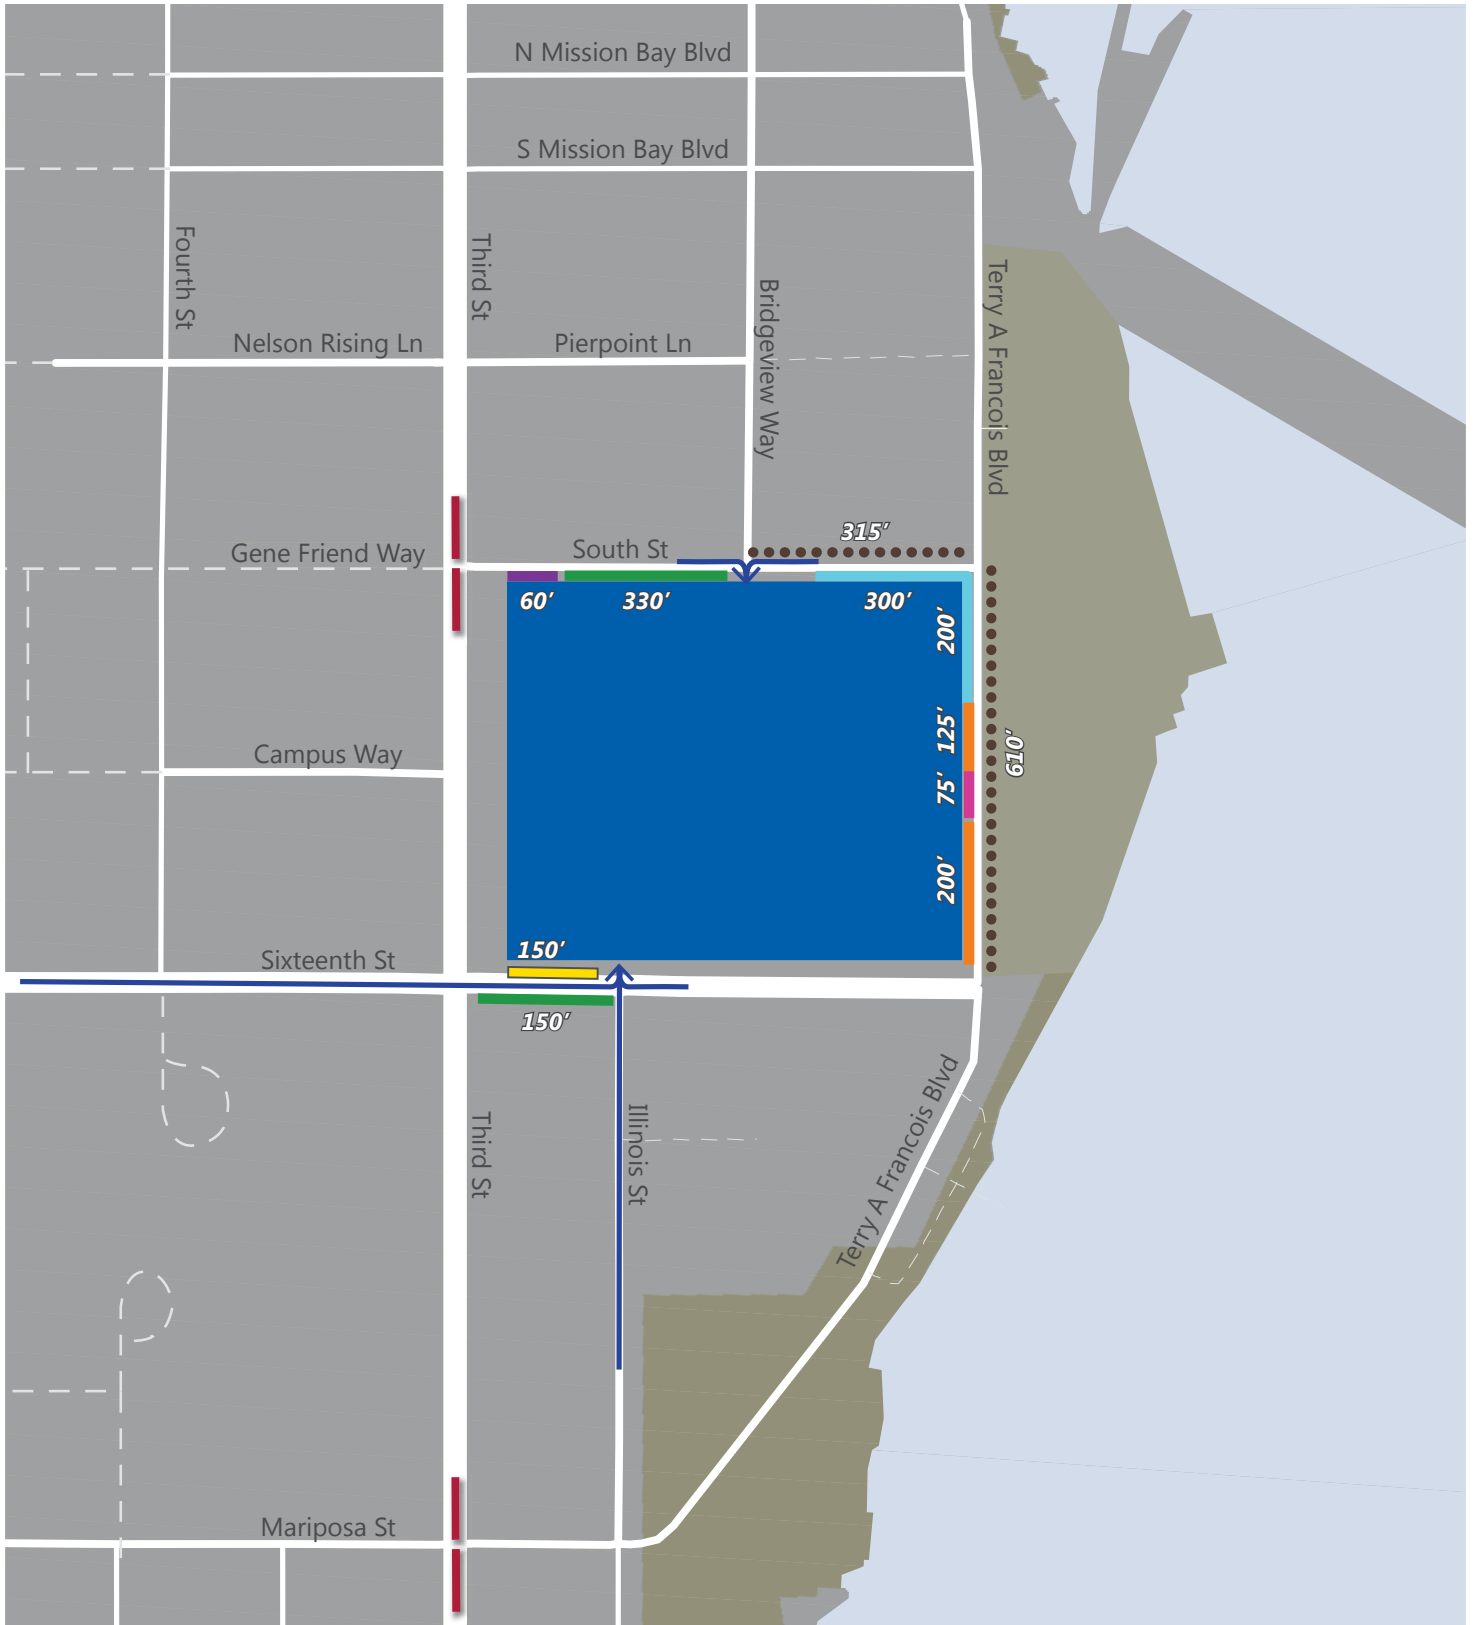 N Mission Bay Blvd
S Mission Bay Blvd
Fourth St
Third St
Bridgeview Way
Terry A Francois Blvd
Nelson Rising Ln
Pierpoint Ln
315’
Gene Friend Way
South St
60’
330’
300’
200’
125’
610’
Campus Way
75’
200’
150’
Sixteenth St
150’
Terry A Francois Blvd
Third St
Illinois St
Mariposa St